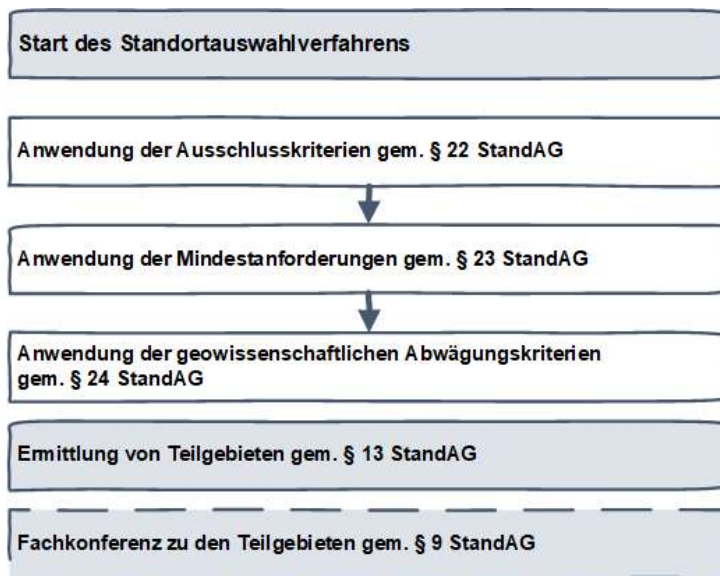 Start des Standortauswahlverfahrens
Anwendung der Ausschlusskriterien gem. § 22 StandAG
Anwendung der Mindestanforderungen gem. § 23 StandAG
Anwendung der geowissenschaftlichen Abwägungskriterien
gem. § 24 StandAG
Ermittlung von Teilgebieten gem. § 13 StandAG
Fachkonferenz zu den Teilgebieten gem. § 9 StandAG